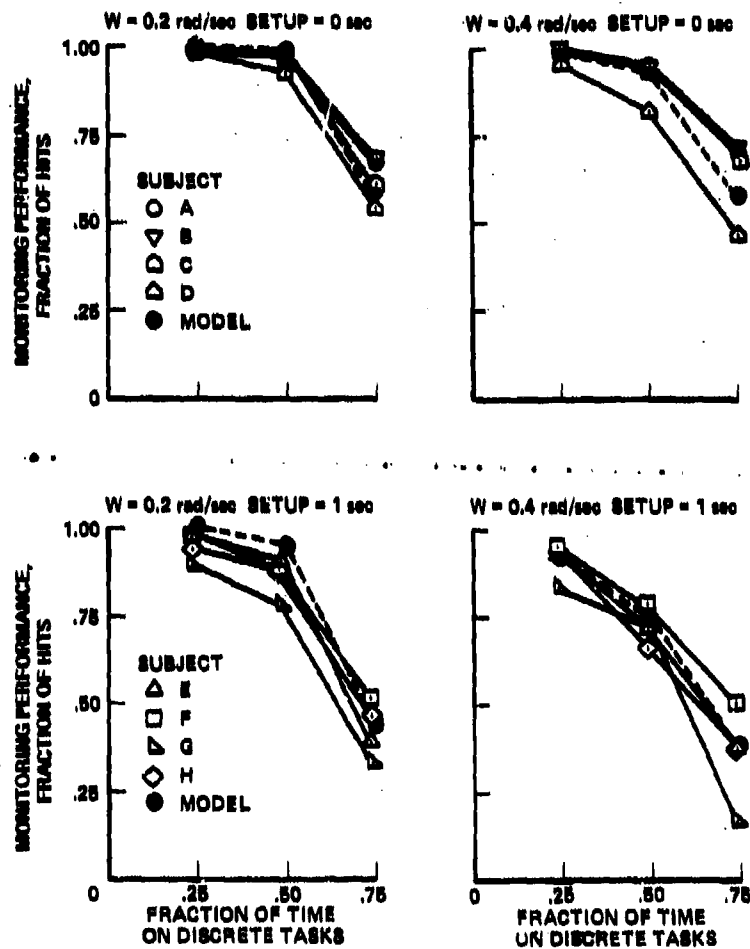 W = 0.2 rad/sec SETUP = 0 sec
W = 0.4 rad/sec SETUP = 0 sec
MONITORING PERFORMANCE,
FRACTION OF HITS
1.00
.75
.50
.25
0
SUBJECT
A
B
C
D
MODEL
W = 0.2 rad/sec SETUP = 1 sec
W = 0.4 rad/sec SETUP = 1 sec
MONITORING PERFORMANCE,
FRACTION OF HITS
1.00
.75
.50
.25
0
SUBJECT
E
F
G
H
MODEL
.25 .50 .75
FRACTION OF TIME
ON DISCRETE TASKS
0 .25 .50 .75
FRACTION OF TIME
ON DISCRETE TASKS